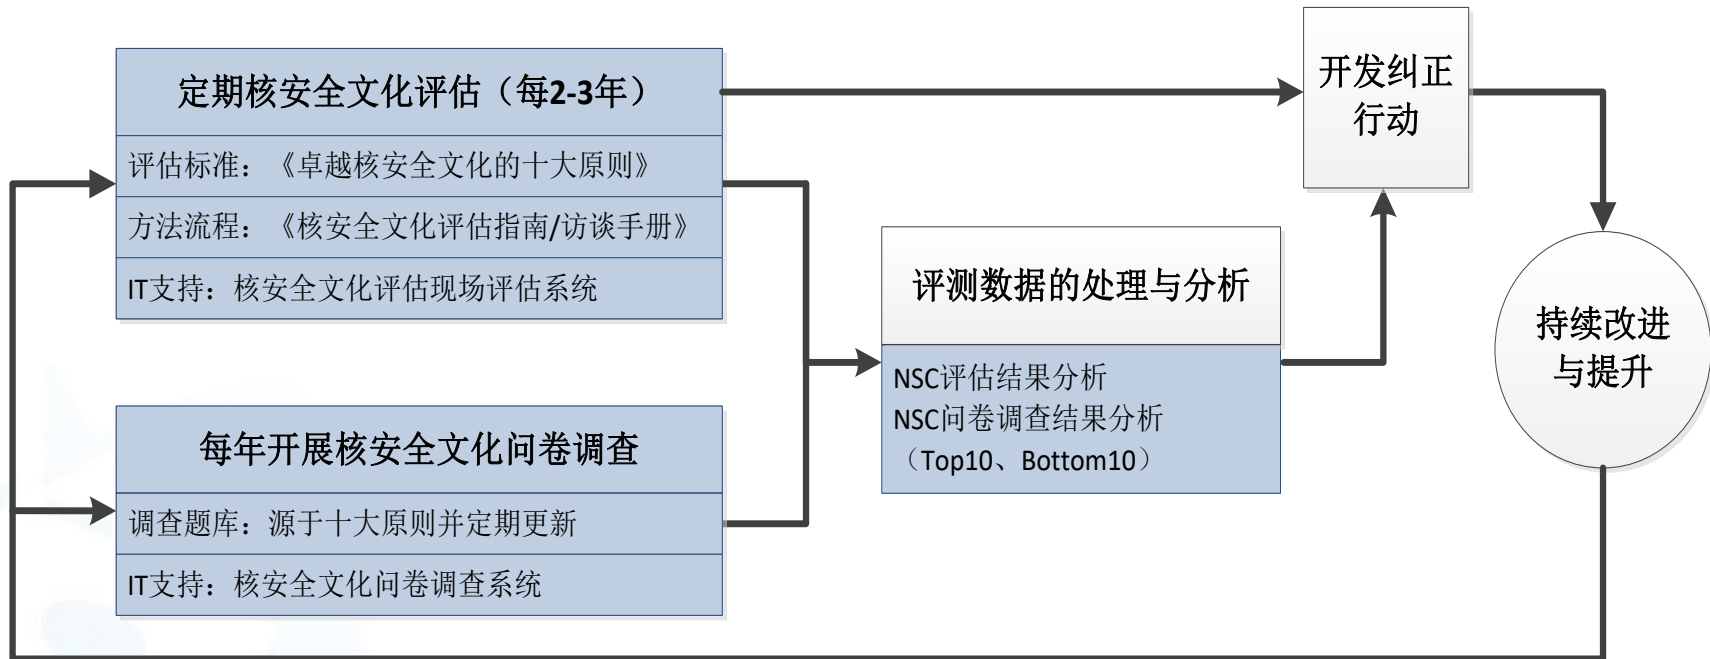 定期核安全文化评估（每2-3年）
评估标准：《卓越核安全文化的十大原则》
方法流程：《核安全文化评估指南/访谈手册》
IT支持：核安全文化评估现场评估系统
每年开展核安全文化问卷调查
调查题库：源于十大原则并定期更新
IT支持：核安全文化问卷调查系统
评测数据的处理与分析
NSC评估结果分析
NSC问卷调查结果分析
（Top10、Bottom10）
开发纠正
行动
持续改进
与提升